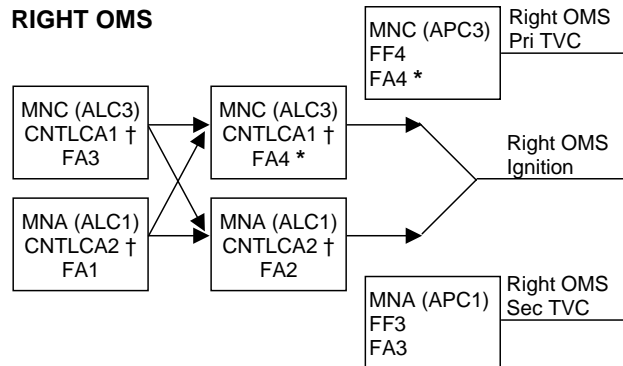 RIGHT OMS
MNC (APC3)
FF4
FA4 *
Right OMS
Pri TVC
MNC (ALC3)
CNTLCA1 †
FA3
MNC (ALC3)
CNTLCA1 †
FA4 *
Right OMS
Ignition
MNA (ALC1)
CNTLCA2 †
FA1
MNA (ALC1)
CNTLCA2 †
FA2
MNA (APC1)
FF3
FA3
Right OMS
Sec TVC